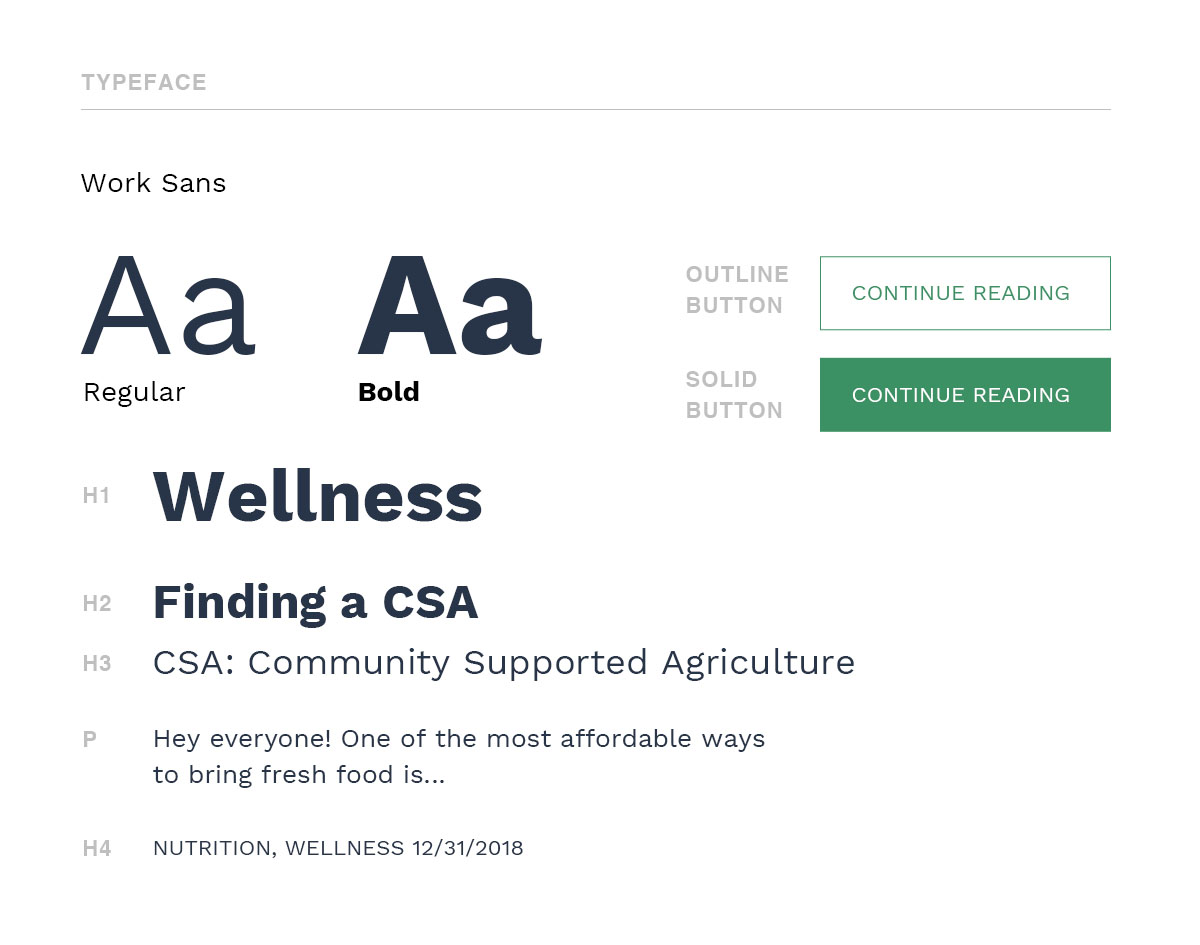 TYPEFACE
Work Sans
Aa
Regular
Aa
Bold
OUTLINE
BUTTON
CONTINUE READING
SOLID
BUTTON
CONTINUE READING
H1 Wellness
H2 Finding a CSA
H3 CSA: Community Supported Agriculture
P Hey everyone! One of the most affordable ways
to bring fresh food is...
H4 NUTRITION, WELLNESS 12/31/2018